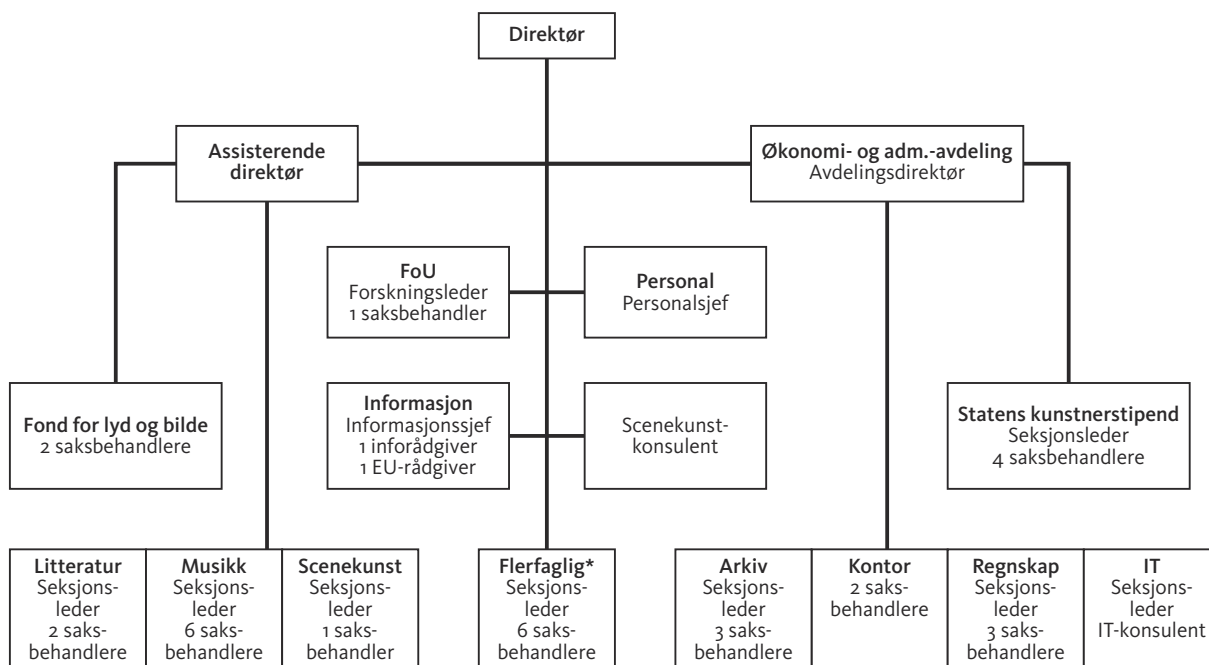 Direktør
Assisterende
direktør
Økonomi- og adm.-avdeling
Avdelingsdirektør
FoU
Forskningsleder
1 saksbehandler
Personal
Personalsjef
Fond for lyd og bilde
2 saksbehandlere
Informasjon
Informasjonssjef
1 inforådgiver
1 EU-rådgiver
Scenekunst-
konsulent
Statens kunstnerstipend
Seksjonsleder
4 saksbehandlere
Litteratur
Seksjons-
leder
2 saks-
behandlere
Musikk
Seksjons-
leder
6 saks-
behandlere
Scenekunst
Seksjons-
leder
1 saks-
behandler
Flerfaglig*
Seksjons-
leder
6 saks-
behandlere
Arkiv
Seksjons-
leder
3 saks-
behandlere
Kontor
2 saks-
behandlere
Regnskap
Seksjons-
leder
3 saks-
behandlere
IT
Seksjons-
leder
IT-konsulent